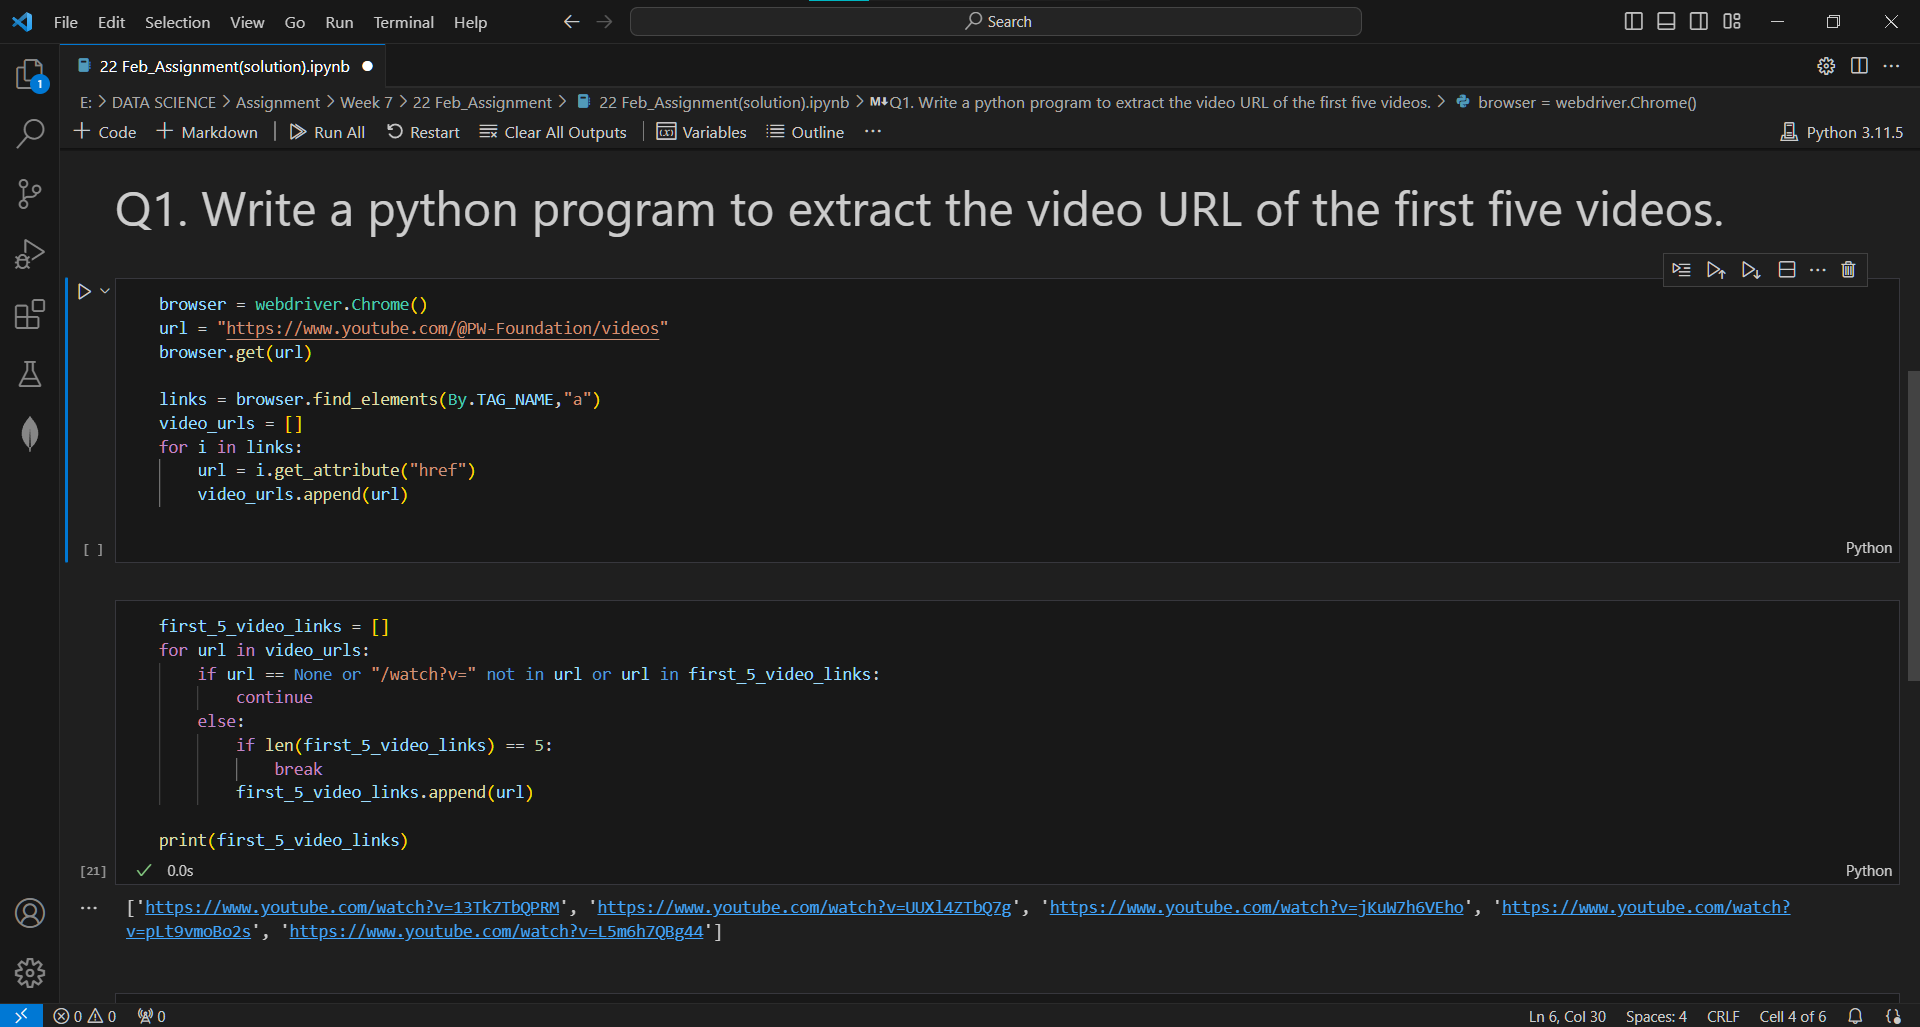 File Edit Selection View Go Run Terminal Help Search
22 Feb_Assignment(solution).ipynb
1
E: > DATA SCIENCE > Assignment > Week 7 > 22 Feb_Assignment > 22 Feb_Assignment(solution).ipynb > M↓Q1. Write a python program to extract the video URL of the first five videos. > browser = webdriver.Chrome()
+ Code + Markdown | Run All Restart Clear All Outputs | Variables Outline ··· Python 3.11.5
Q1. Write a python program to extract the video URL of the first five videos.
browser = webdriver.Chrome()
url = "https://www.youtube.com/@PW-Foundation/videos"
browser.get(url)
links = browser.find_elements(By.TAG_NAME,"a")
video_urls = []
for i in links:
    url = i.get_attribute("href")
    video_urls.append(url)
[ ] Python
first_5_video_links = []
for url in video_urls:
    if url == None or "/watch?v=" not in url or url in first_5_video_links:
        continue
    else:
        if len(first_5_video_links) == 5:
            break
        first_5_video_links.append(url)
print(first_5_video_links)
[21] 0.0s Python
··· ['https://www.youtube.com/watch?v=13Tk7TbQPRM', 'https://www.youtube.com/watch?v=UUXl4ZTbQ7g', 'https://www.youtube.com/watch?v=jKuW7h6VEho', 'https://www.youtube.com/watch?
v=pLt9vmoBo2s', 'https://www.youtube.com/watch?v=L5m6h7QBg44']
0 0 0 Ln 6, Col 30 Spaces: 4 CRLF Cell 4 of 6